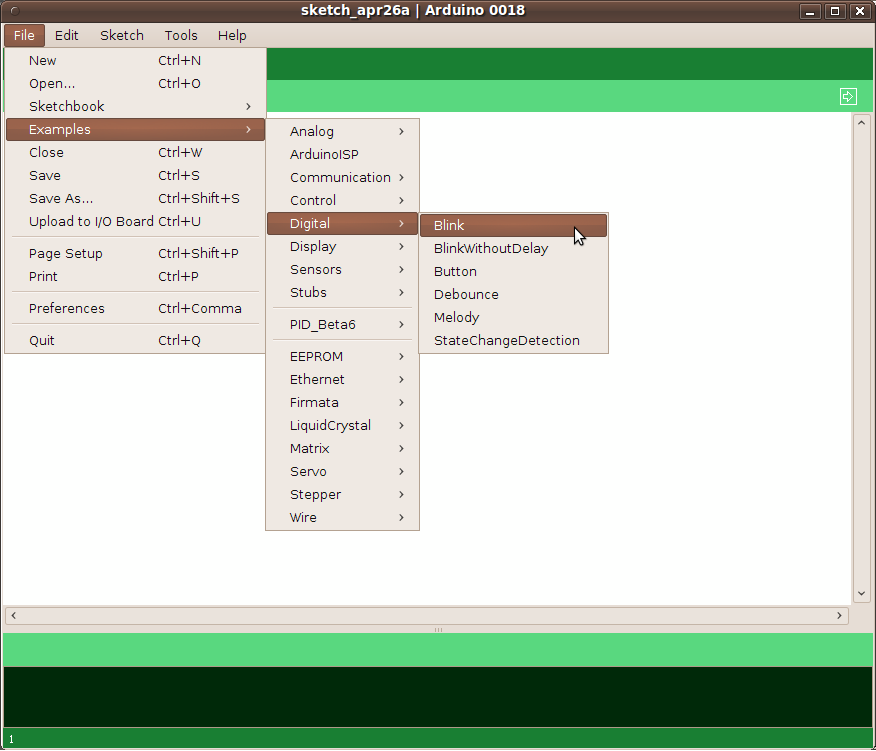 sketch_apr26a | Arduino 0018
File Edit Sketch Tools Help
New Ctrl+N
Open... Ctrl+O
Sketchbook
Examples
Close Ctrl+W
Save Ctrl+S
Save As... Ctrl+Shift+S
Upload to I/O Board Ctrl+U
Page Setup Ctrl+Shift+P
Print Ctrl+P
Preferences Ctrl+Comma
Quit Ctrl+Q
Analog
ArduinoISP
Communication
Control
Digital
Display
Sensors
Stubs
PID_Beta6
EEPROM
Ethernet
Firmata
LiquidCrystal
Matrix
Servo
Stepper
Wire
Blink
BlinkWithoutDelay
Button
Debounce
Melody
StateChangeDetection
1